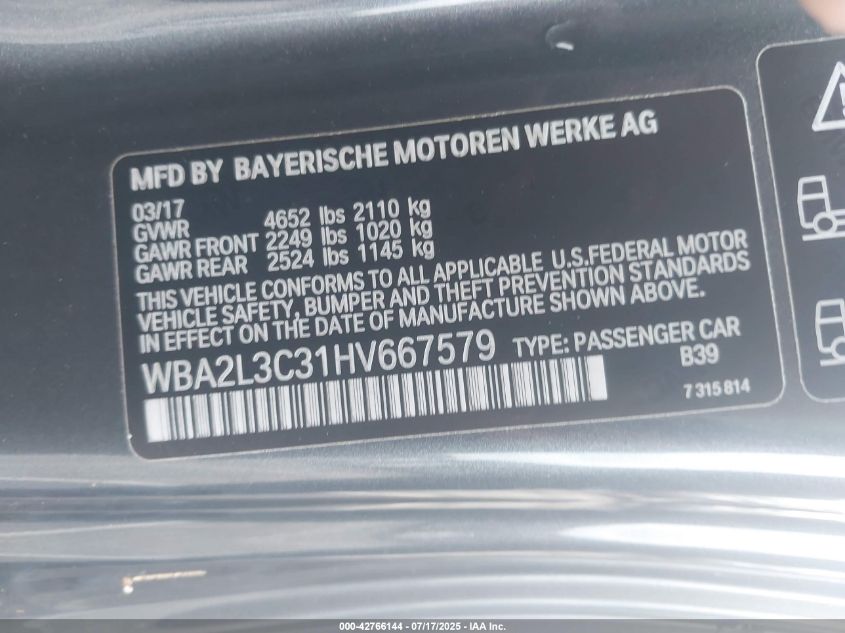 MFD BY BAYERISCHE MOTOREN WERKE AG
03/17
GVWR 4652 lbs 2110 kg
GAWR FRONT 2249 lbs 1020 kg
GAWR REAR 2524 lbs 1145 kg
THIS VEHICLE CONFORMS TO ALL APPLICABLE U.S.FEDERAL MOTOR
VEHICLE SAFETY, BUMPER AND THEFT PREVENTION STANDARDS
IN EFFECT ON THE DATE OF MANUFACTURE SHOWN ABOVE.
WBA2L3C31HV667579 TYPE: PASSENGER CAR
B39
7 315 814
000-42766144 - 07/17/2025 - IAA Inc.